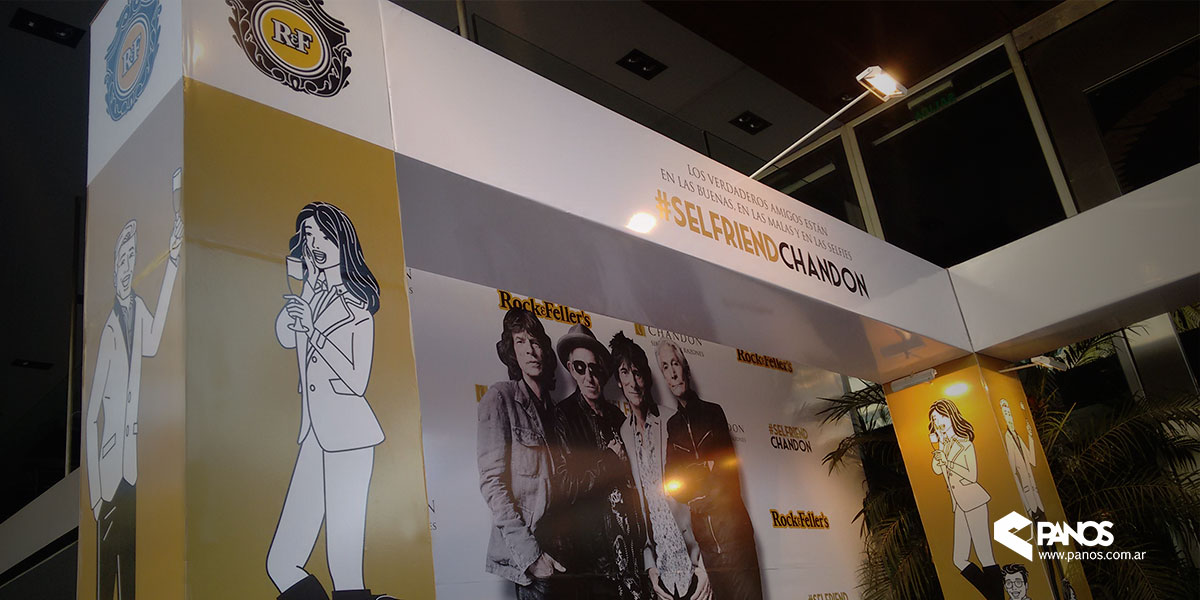 R&F
R&F
LOS VERDADEROS AMIGOS ESTÁN
EN LAS BUENAS, EN LAS MALAS Y EN LAS SELFIES
#SELFRIENDCHANDON
Rock&Feller's
CHANDON
Rock&Feller's
#SELFRIEND
CHANDON
Rock&Feller's
#SELFRIEND
PANOS
www.panos.com.ar